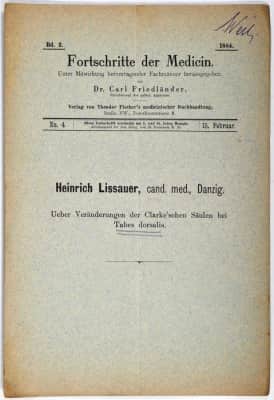 Bd. 2.
1884.
Fortschritte der Medicin.
Unter Mitwirkung hervorragender Fachmänner herausgegeben
von
Dr. Carl Friedländer,
Verlag von Theodor Fischer's medicinischer Buchhandlung,
No. 4.
15. Februar.
Heinrich Lissauer, cand. med., Danzig.
Ueber Veränderungen der Clarke'schen Säulen bei
Tabes dorsalis.